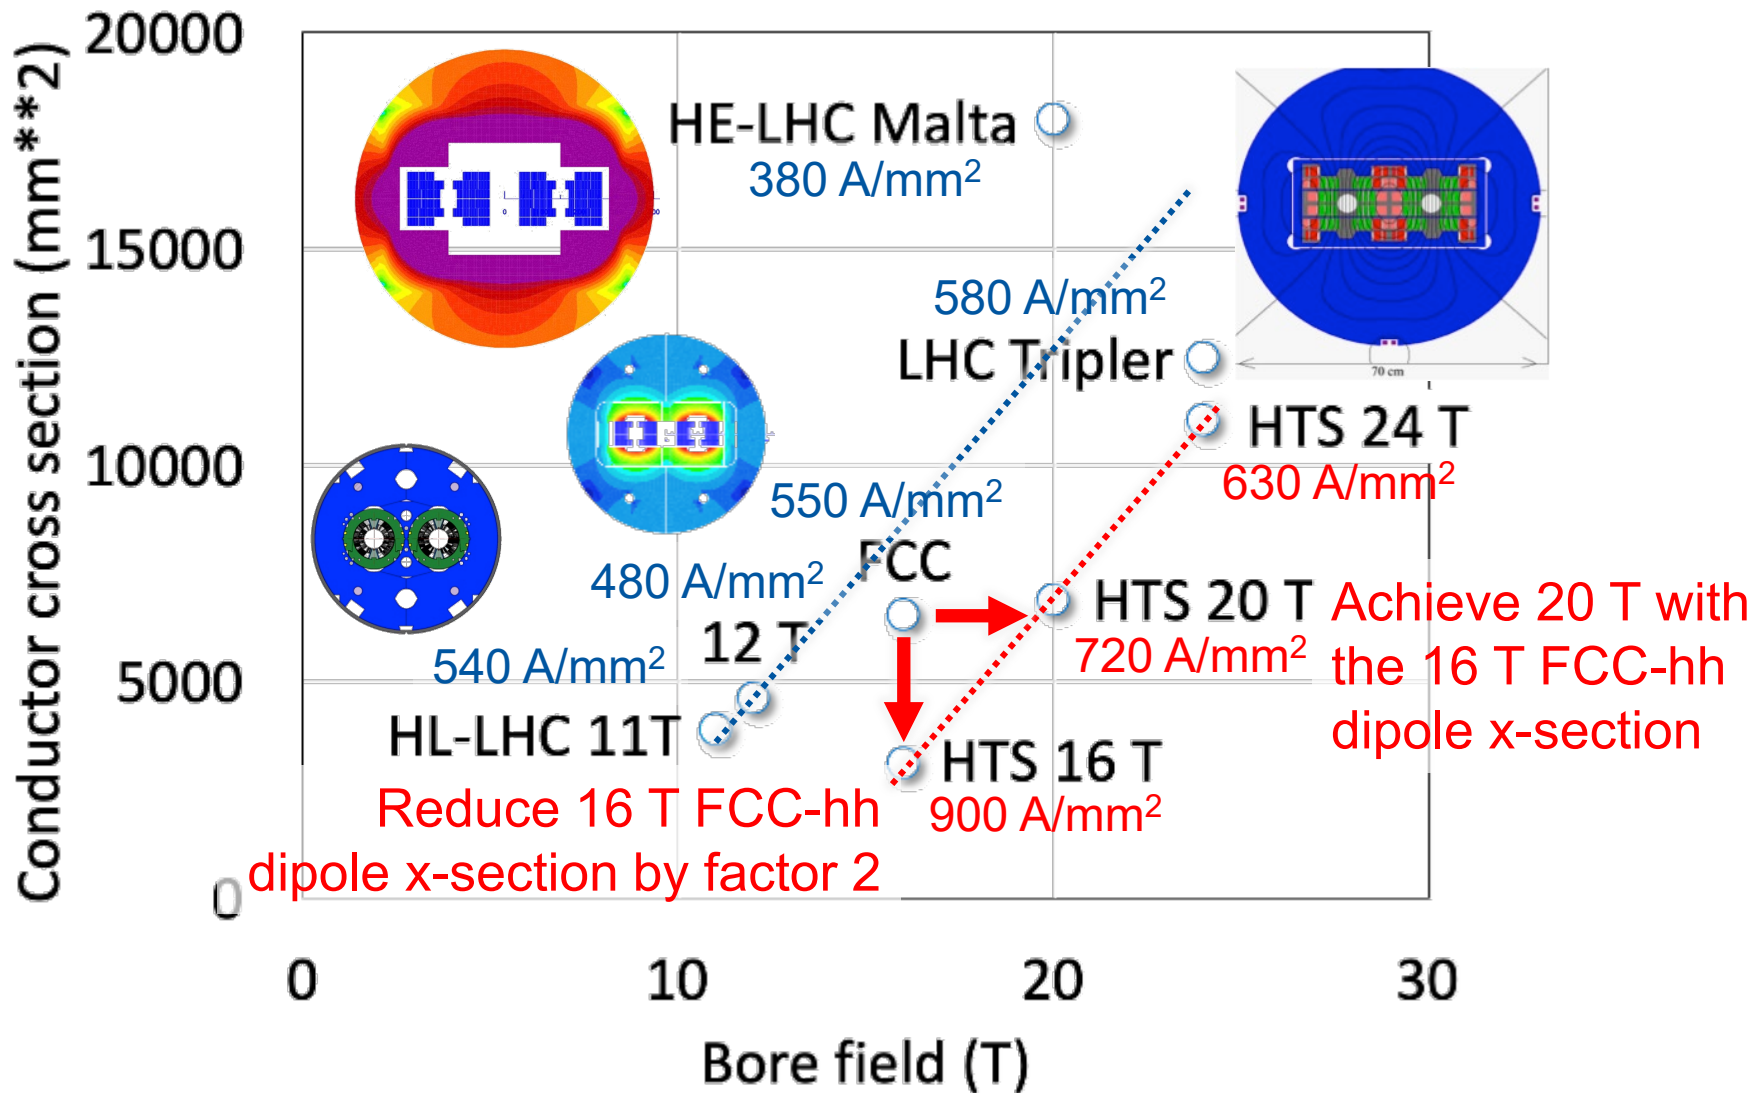 Conductor cross section (mm**2)
20000
15000
10000
5000
0
HE-LHC Malta
380 A/mm²
580 A/mm²
LHC Tripler
70 cm
HTS 24 T
630 A/mm²
550 A/mm²
FCC
480 A/mm²
12 T
540 A/mm²
HL-LHC 11T
HTS 20 T
720 A/mm²
Achieve 20 T with
the 16 T FCC-hh
dipole x-section
HTS 16 T
900 A/mm²
Reduce 16 T FCC-hh
dipole x-section by factor 2
0
10
20
30
Bore field (T)